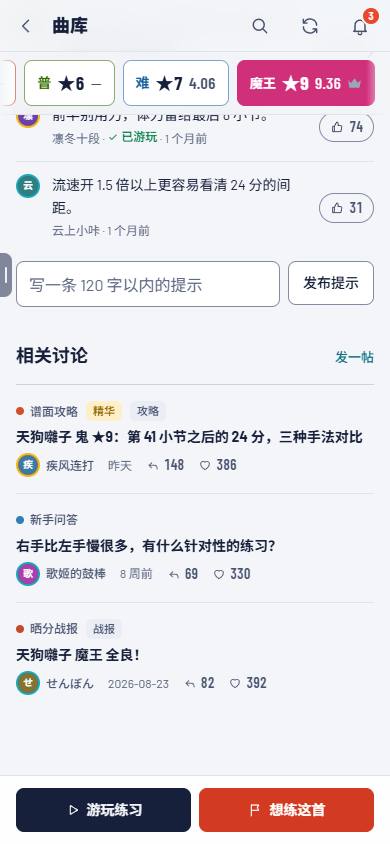 曲库
3
普 ★6 —
难 ★7 4.06
魔王 ★9 9.36
74
凛冬十段 · ✓ 已游玩 · 1 个月前
云
流速开 1.5 倍以上更容易看清 24 分的间
距。
31
云上小咔 · 1 个月前
写一条 120 字以内的提示
发布提示
相关讨论
发一帖
谱面攻略 精华 攻略
天狗囃子 鬼 ★9：第 41 小节之后的 24 分，三种手法对比
疾 疾风连打 昨天 148 386
新手问答
右手比左手慢很多，有什么针对性的练习？
歌 歌姬的鼓棒 8 周前 69 330
晒分战报 战报
天狗囃子 魔王 全良！
せ せんぽん 2026-08-23 82 392
游玩练习
想练这首